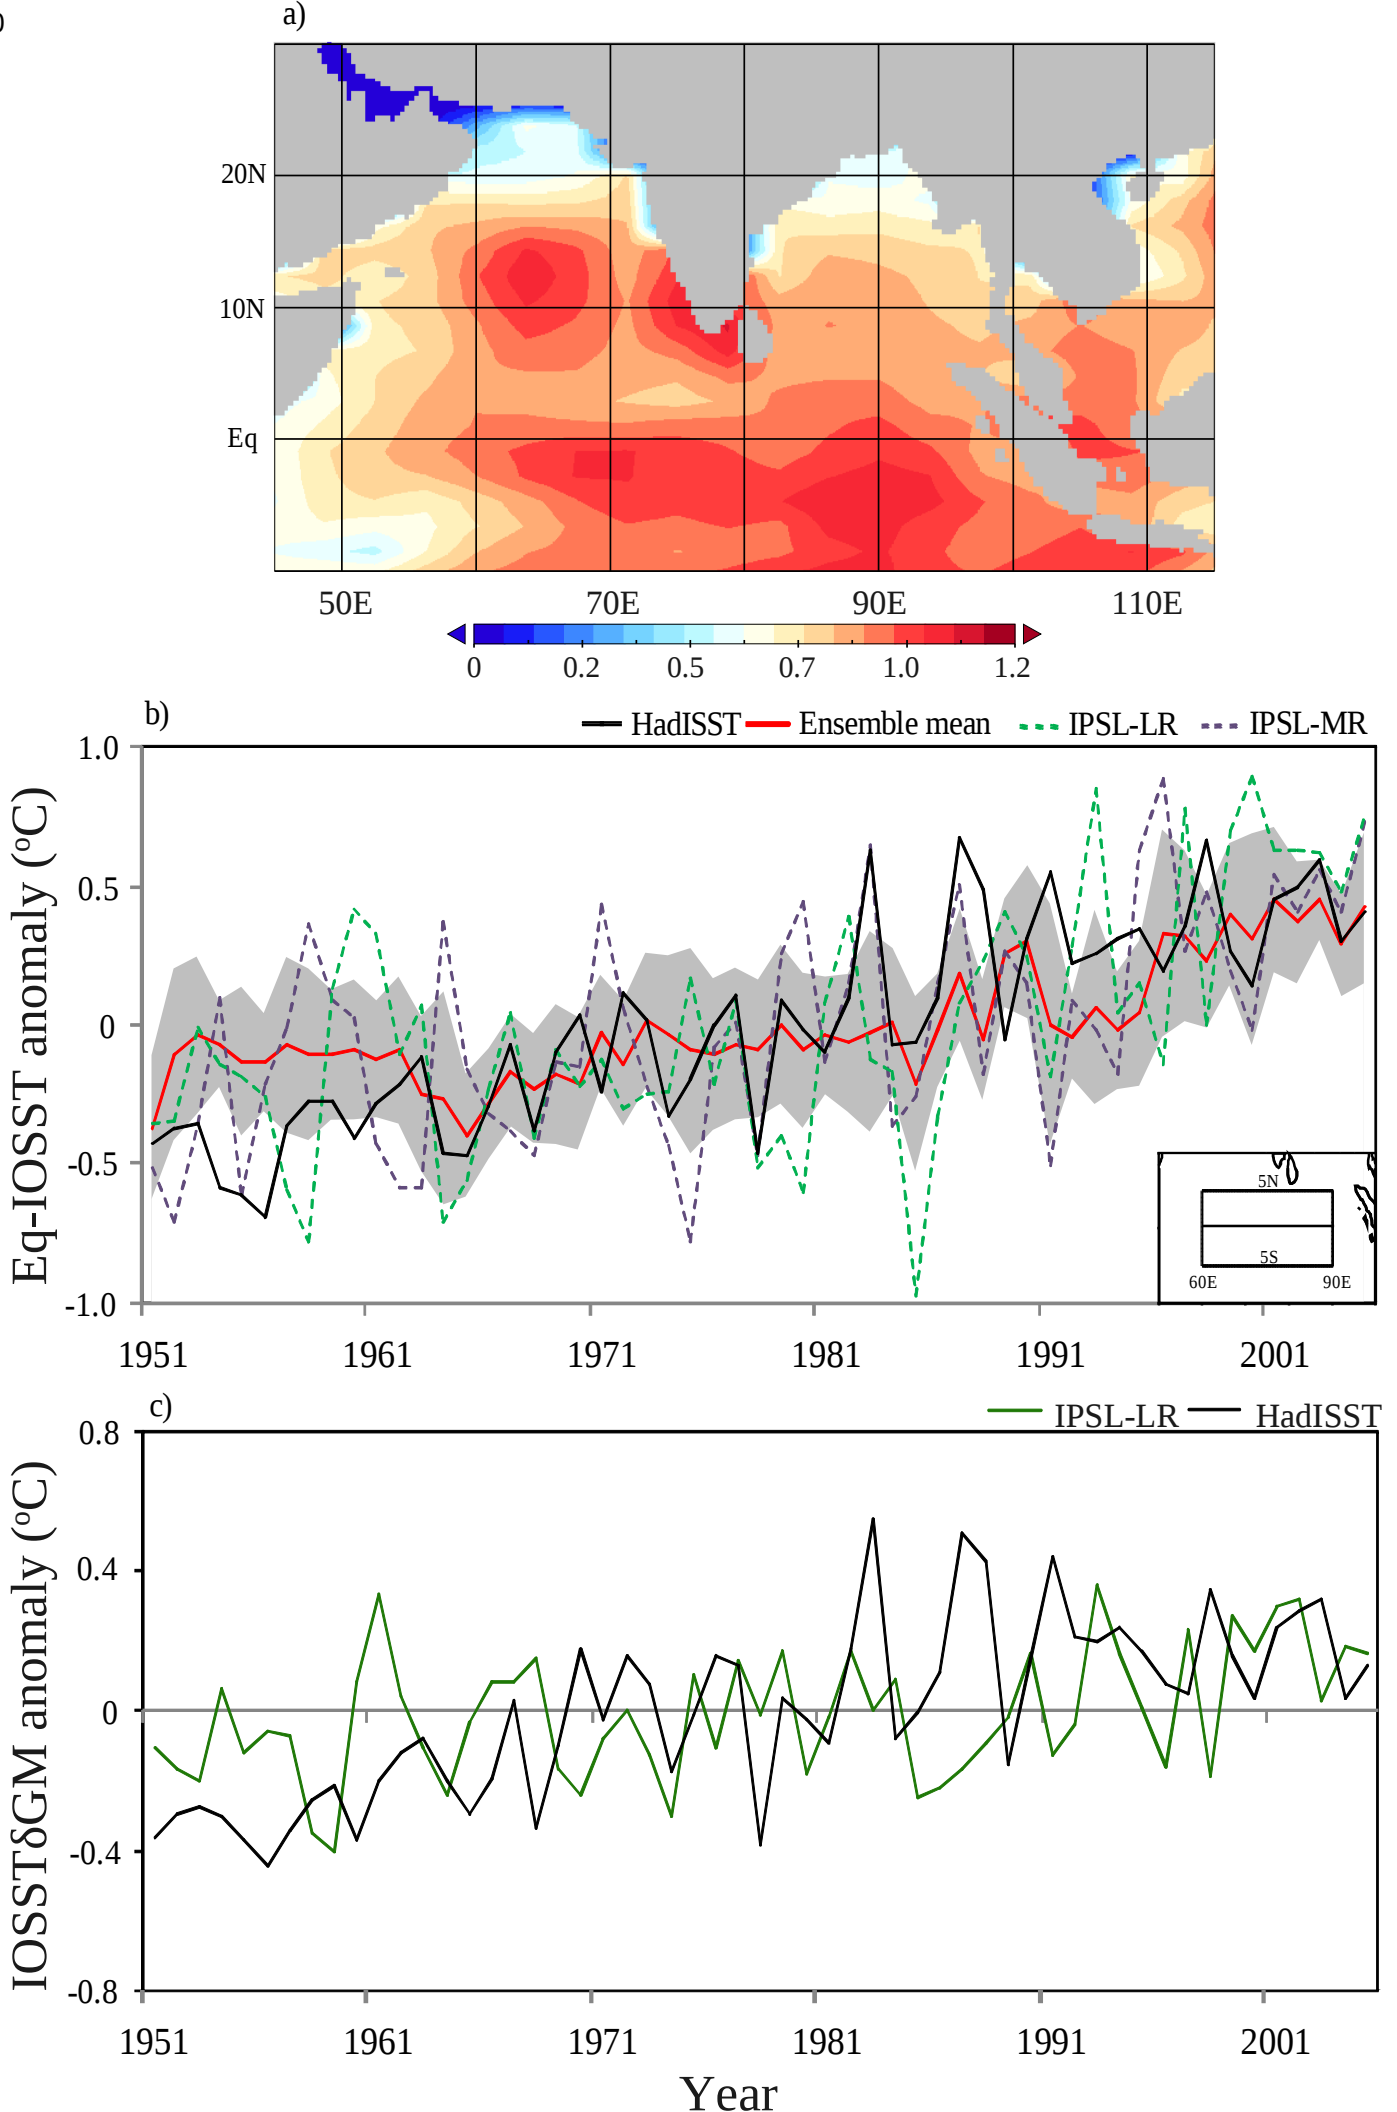 a)
20N
10N
Eq
50E 70E 90E 110E
0 0.2 0.5 0.7 1.0 1.2
b)
HadISST Ensemble mean IPSL-LR IPSL-MR
Eq-IOSST anomaly (ºC)
1.0
0.5
0
-0.5
-1.0
5N
5S
60E 90E
1951 1961 1971 1981 1991 2001
c)
IPSL-LR HadISST
IOSSTδGM anomaly (ºC)
0.8
0.4
0
-0.4
-0.8
1951 1961 1971 1981 1991 2001
Year